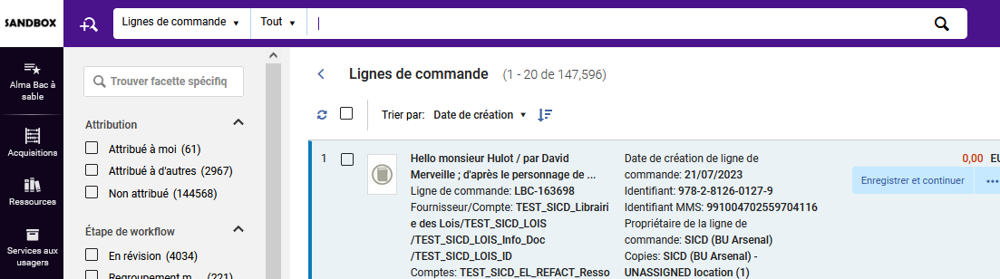 SANDBOX
Lignes de commande
Tout
Alma Bac à
sable
Acquisitions
Ressources
Services aux
usagers
Trouver facette spécifiq
Attribution
Attribué à moi (61)
Attribué à d'autres (2967)
Non attribué (144568)
Étape de workflow
En révision (4034)
Regroupement m... (221)
Lignes de commande (1 - 20 de 147,596)
Trier par: Date de création
1
Hello monsieur Hulot / par David
Merveille ; d'après le personnage de ...
Ligne de commande: LBC-163698
Fournisseur/Compte: TEST_SICD_Librairi
e des Lois/TEST_SICD_LOIS
/TEST_SICD_LOIS_Info_Doc
/TEST_SICD_LOIS_ID
Comptes: TEST_SICD_EL_REFACT_Resso
Date de création de ligne de
commande: 21/07/2023
Identifiant: 978-2-8126-0127-9
Identifiant MMS: 991004702559704116
Propriétaire de la ligne de
commande: SICD (BU Arsenal)
Copies: SICD (BU Arsenal) -
UNASSIGNED location (1)
0,00 EU
Enregistrer et continuer